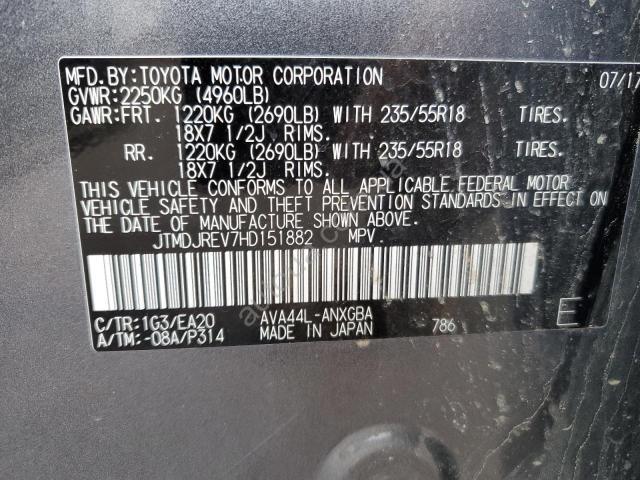 MFD.BY:TOYOTA MOTOR CORPORATION 07/17
GVWR:2250KG (4960LB)
GAWR:FRT. 1220KG (2690LB) WITH 235/55R18 TIRES.
18X7 1/2J RIMS.
RR. 1220KG (2690LB) WITH 235/55R18 TIRES.
18X7 1/2J RIMS.
THIS VEHICLE CONFORMS TO ALL APPLICABLE FEDERAL MOTOR
VEHICLE SAFETY AND THEFT PREVENTION STANDARDS IN EFFECT ON
THE DATE OF MANUFACTURE SHOWN ABOVE.
JTMDJREV7HD151882 MPV
C/TR:1G3/EA20 AVA44L-ANXGBA E
A/TM:-08A/P314 MADE IN JAPAN 786